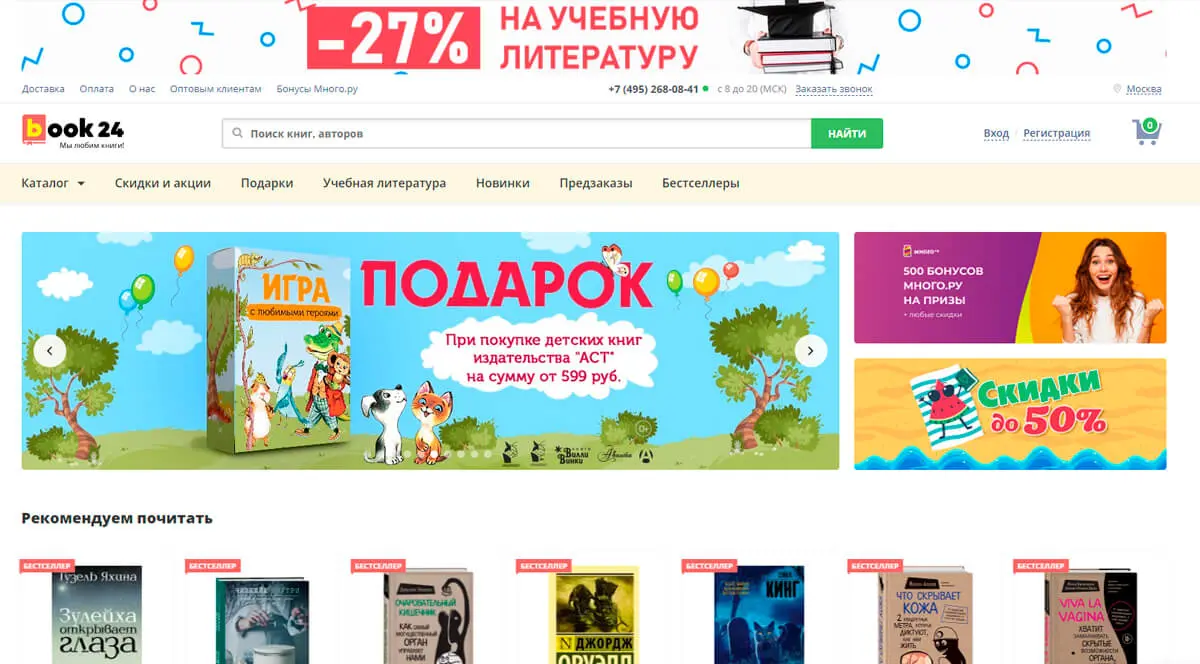 -27%
НА УЧЕБНУЮ
ЛИТЕРАТУРУ
Доставка Оплата О нас Оптовым клиентам Бонусы Много.ру +7 (495) 268-08-41 с 8 до 20 (МСК) Заказать звонок Москва
book 24
Мы любим книги!
Поиск книг, авторов НАЙТИ Вход Регистрация 0
Каталог Скидки и акции Подарки Учебная литература Новинки Предзаказы Бестселлеры
ИГРА
с любимыми героями
ПОДАРОК
При покупке детских книг
издательства "АСТ"
на сумму от 599 руб.
0+
Вилли
Винки
Аванта
МНОГО
500 БОНУСОВ
МНОГО.РУ
НА ПРИЗЫ
+ любые скидки
Скидки
до 50%
Рекомендуем почитать
БЕСТСЕЛЛЕР БЕСТСЕЛЛЕР БЕСТСЕЛЛЕР БЕСТСЕЛЛЕР БЕСТСЕЛЛЕР БЕСТСЕЛЛЕР БЕСТСЕЛЛЕР
Гузель Яхина
Зулейха
открывает
глаза
ОЧАРОВАТЕЛЬНЫЙ
КИШЕЧНИК
КАК САМЫЙ
МОГУЩЕСТВЕННЫЙ
ОРГАН
УПРАВЛЯЕТ
НАМИ
ДЖОРДЖ
ОРУЭЛЛ
КИНГ
ЧТО СКРЫВАЕТ
КОЖА
2 КВАДРАТНЫХ
МЕТРА, КОТОРЫЕ
ДИКТУЮТ,
КАК НАМ
ЖИТЬ
VIVA LA
VAGINA
ХВАТИТ
ЗАМАЛЧИВАТЬ
СКРЫТЫЕ
ВОЗМОЖНОСТИ
ОРГАНА,